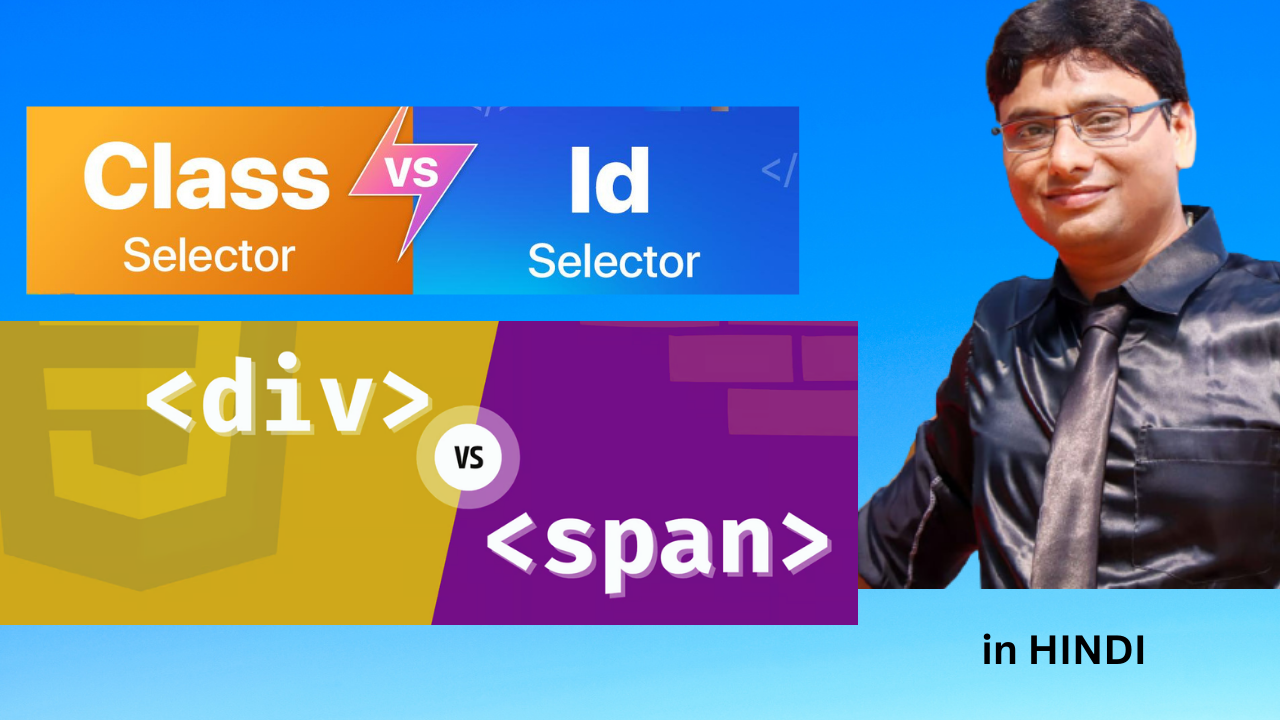 Class
Selector
vs
Id
Selector
</
</
<div>
VS
<span>
in HINDI